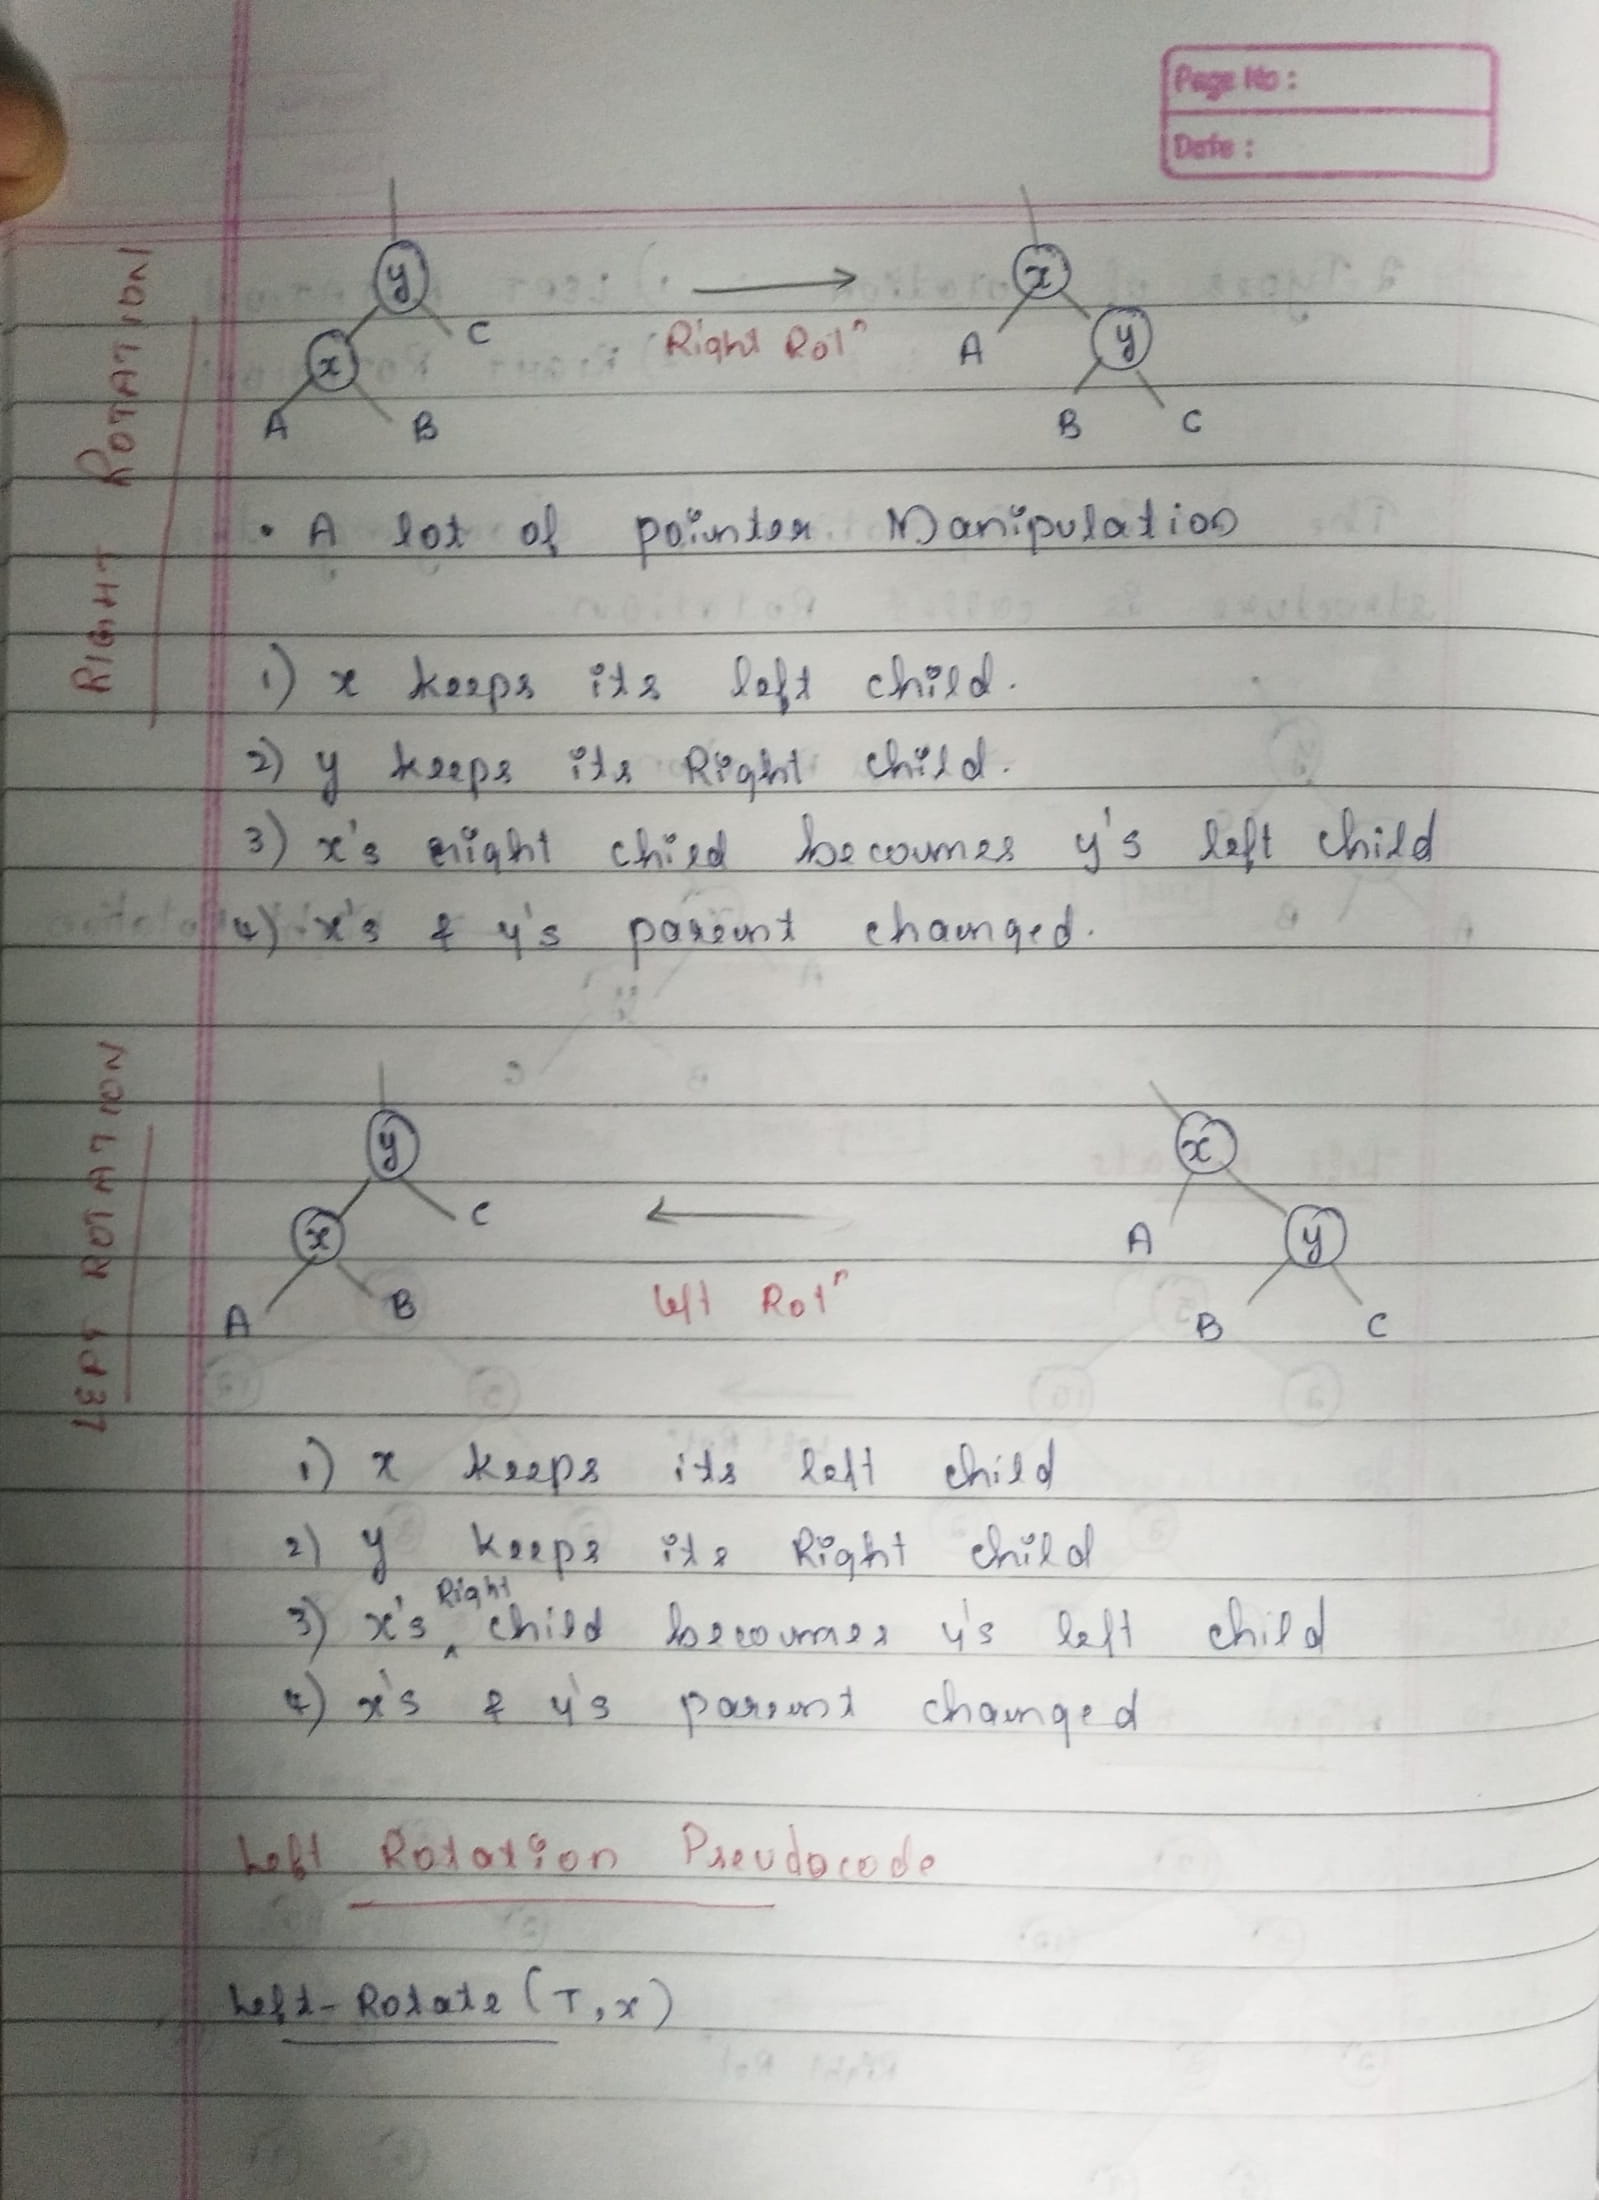 Page No :
Date :
RIGHT ROTATION
y
x
C
A
B
Right Rotⁿ
x
A
y
B
C
• A lot of pointer Manipulation
1) x keeps its left child.
2) y keeps its Right child.
3) x's right child becomes y's left child
4) x's & y's parent changed.
LEFT ROTATION
y
x
C
A
B
left Rotⁿ
x
A
y
B
C
1) x keeps its left child
2) y keeps its Right child
3) x's Right child becomes y's left child
4) x's & y's parent changed
Left Rotation Pseudocode
Left-Rotate (T, x)